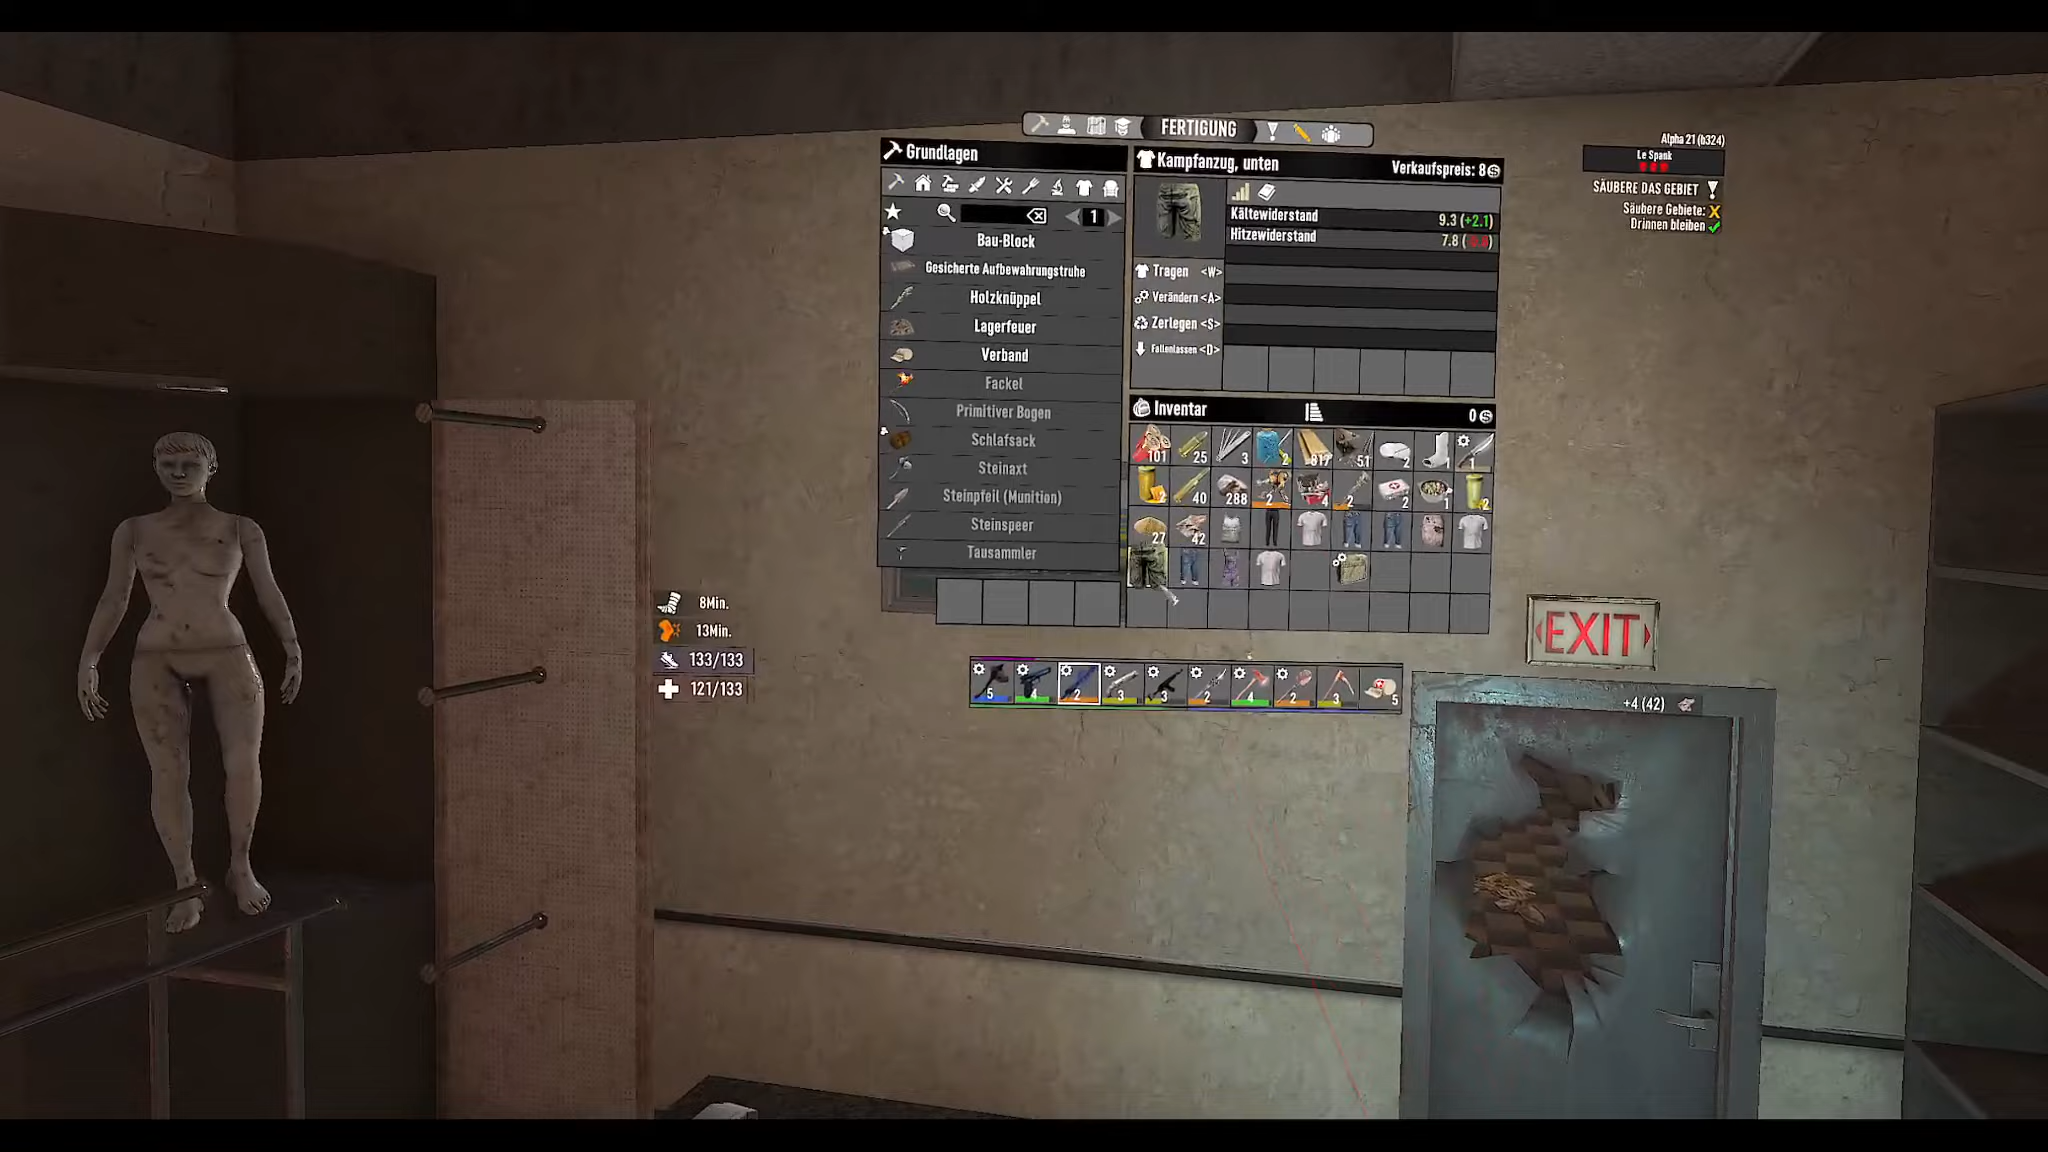 FERTIGUNG
Alpha 21 (b324)
Le Spank
SÄUBERE DAS GEBIET
Säubere Gebiete: X
Drinnen bleiben
Grundlagen
1
Bau-Block
Gesicherte Aufbewahrungstruhe
Holzknüppel
Lagerfeuer
Verband
Fackel
Primitiver Bogen
Schlafsack
Steinaxt
Steinpfeil (Munition)
Steinspeer
Tausammler
Kampfanzug, unten
Verkaufspreis: 8
Kältewiderstand 9.3 (+2.1)
Hitzewiderstand 7.8
Tragen <W>
Verändern <A>
Zerlegen <S>
Fallenlassen <D>
Inventar 0
101 25 3 2 817 51 2 1 1
2 40 288 2 4 2 2 1 2
27 42
8Min.
13Min.
133/133
121/133
5 4 2 3 3 2 4 2 3 5
EXIT
+4 (42)